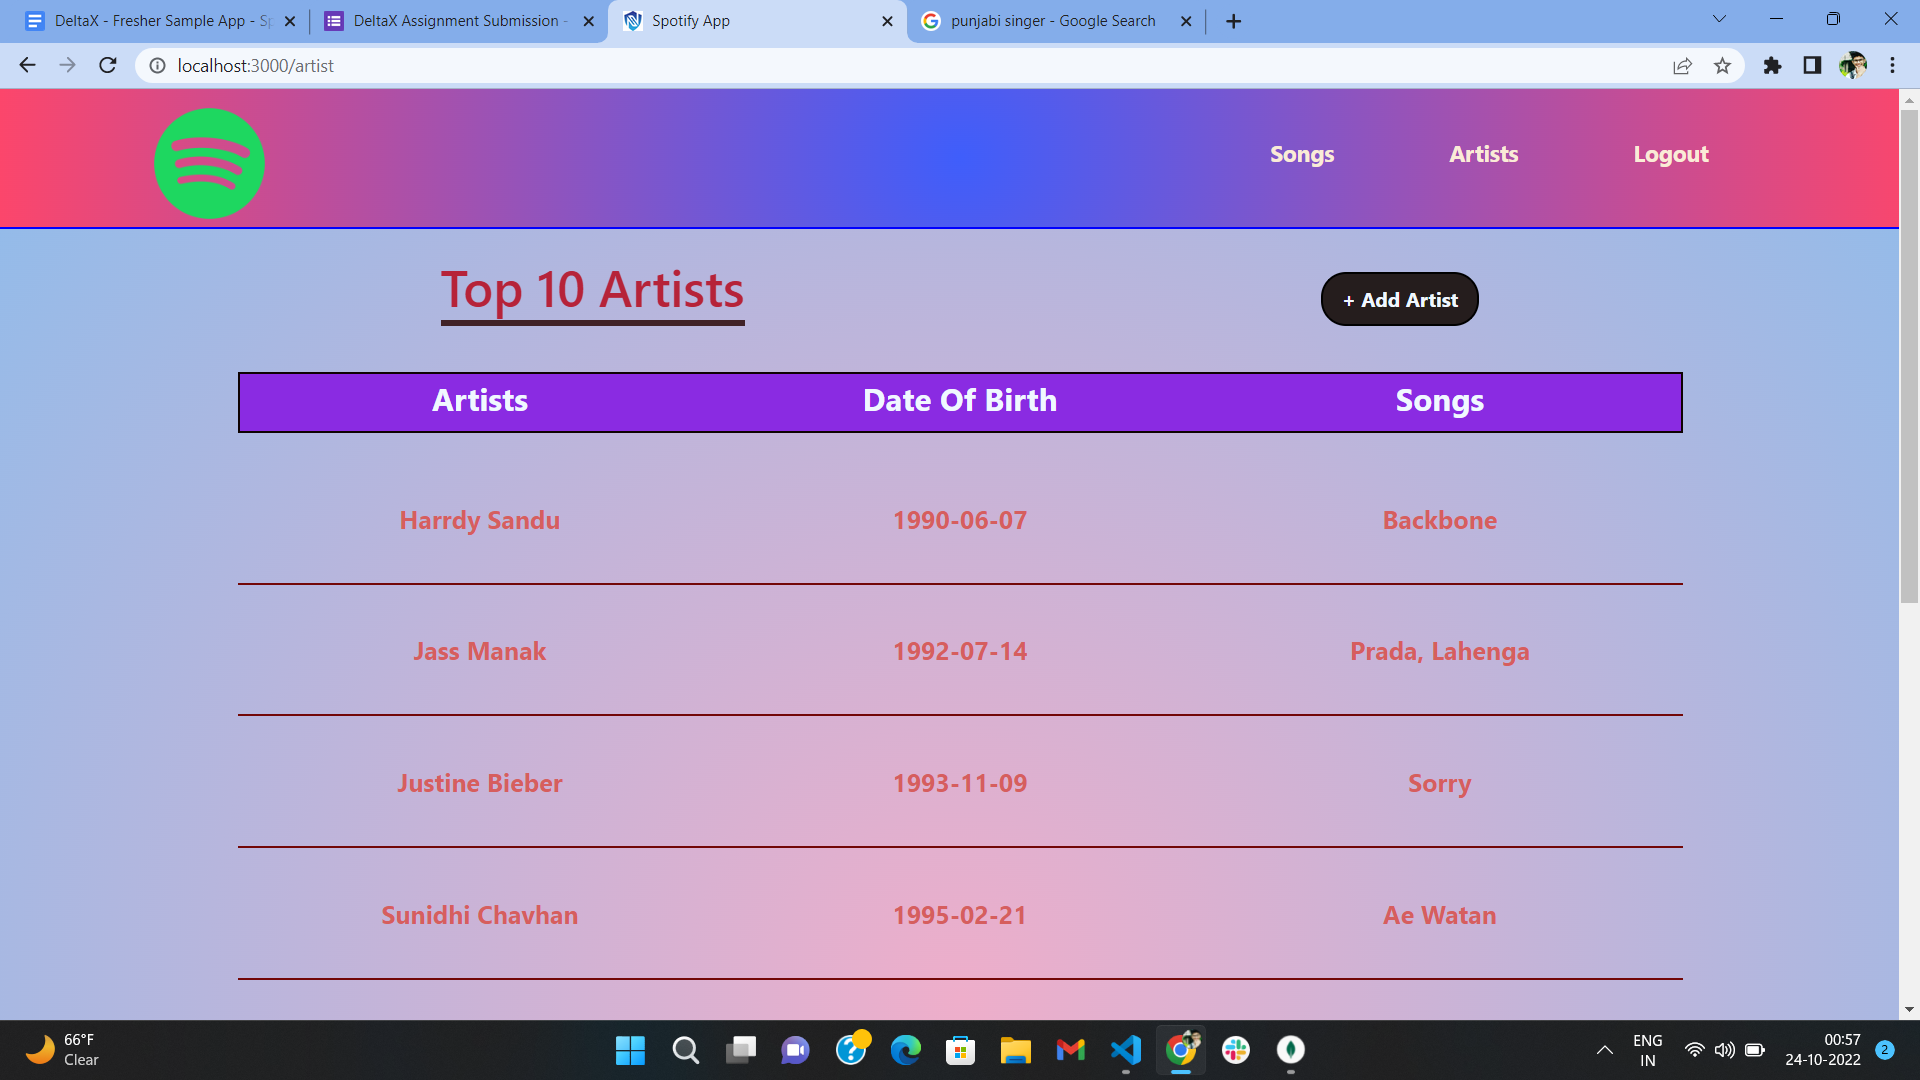 DeltaX - Fresher Sample App - Sp
DeltaX Assignment Submission -
Spotify App
punjabi singer - Google Search
localhost:3000/artist
Songs Artists Logout
Top 10 Artists
+ Add Artist
Artists Date Of Birth Songs
Harrdy Sandu 1990-06-07 Backbone
Jass Manak 1992-07-14 Prada, Lahenga
Justine Bieber 1993-11-09 Sorry
Sunidhi Chavhan 1995-02-21 Ae Watan
66°F
Clear
ENG
IN
00:57
24-10-2022
2